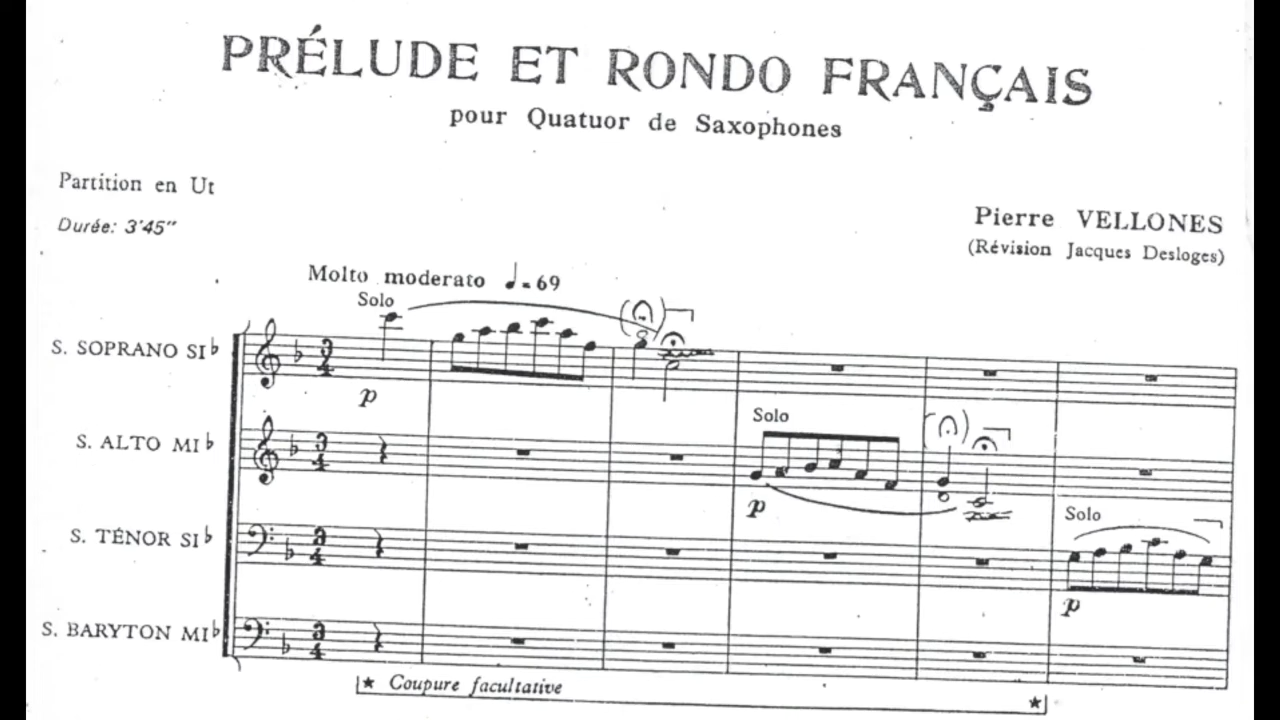 PRÉLUDE ET RONDO FRANÇAIS
pour Quatuor de Saxophones
Partition en Ut
Durée: 3'45"
Pierre VELLONES
(Révision Jacques Desloges)
Molto moderato ♩=69
Solo
S. SOPRANO SI♭
p
S. ALTO MI♭
Solo
p
S. TÉNOR SI♭
Solo
p
S. BARYTON MI♭
★ Coupure facultative ★